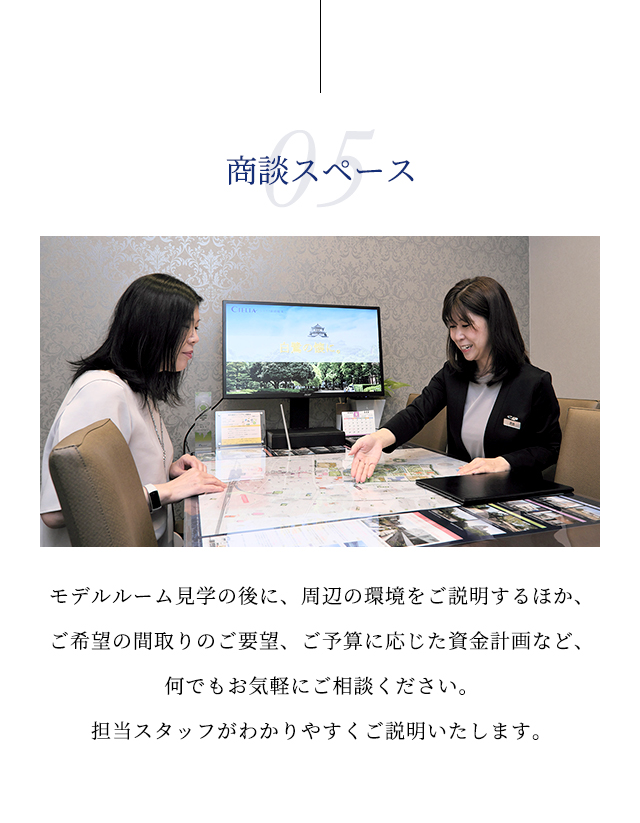 05
商談スペース
モデルルーム見学の後に、周辺の環境をご説明するほか、
ご希望の間取りのご要望、ご予算に応じた資金計画など、
何でもお気軽にご相談ください。
担当スタッフがわかりやすくご説明いたします。